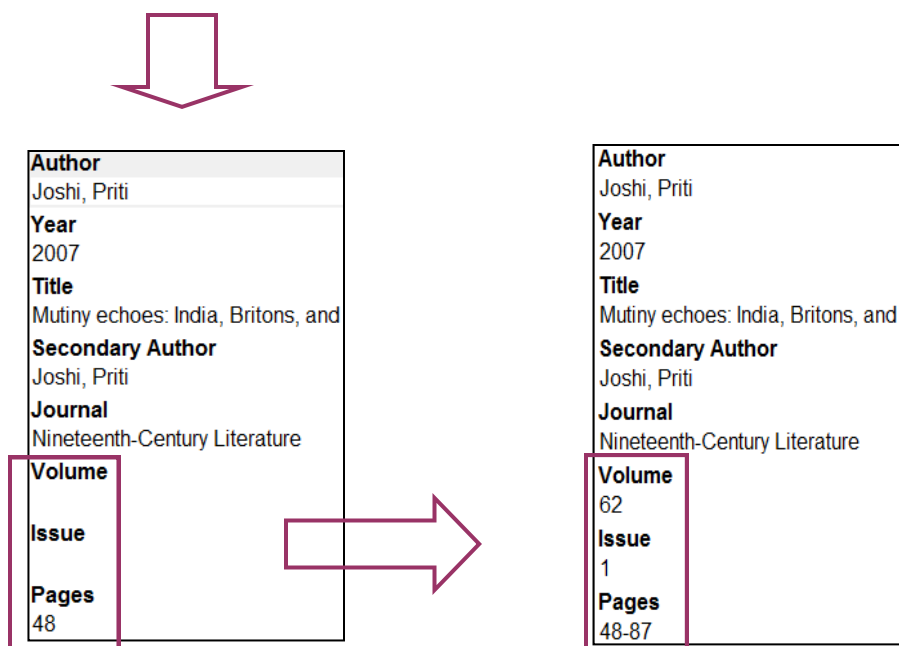 Author
Joshi, Priti
Year
2007
Title
Mutiny echoes: India, Britons, and
Secondary Author
Joshi, Priti
Journal
Nineteenth-Century Literature
Volume
Issue
Pages
48
Author
Joshi, Priti
Year
2007
Title
Mutiny echoes: India, Britons, and
Secondary Author
Joshi, Priti
Journal
Nineteenth-Century Literature
Volume
62
Issue
1
Pages
48-87